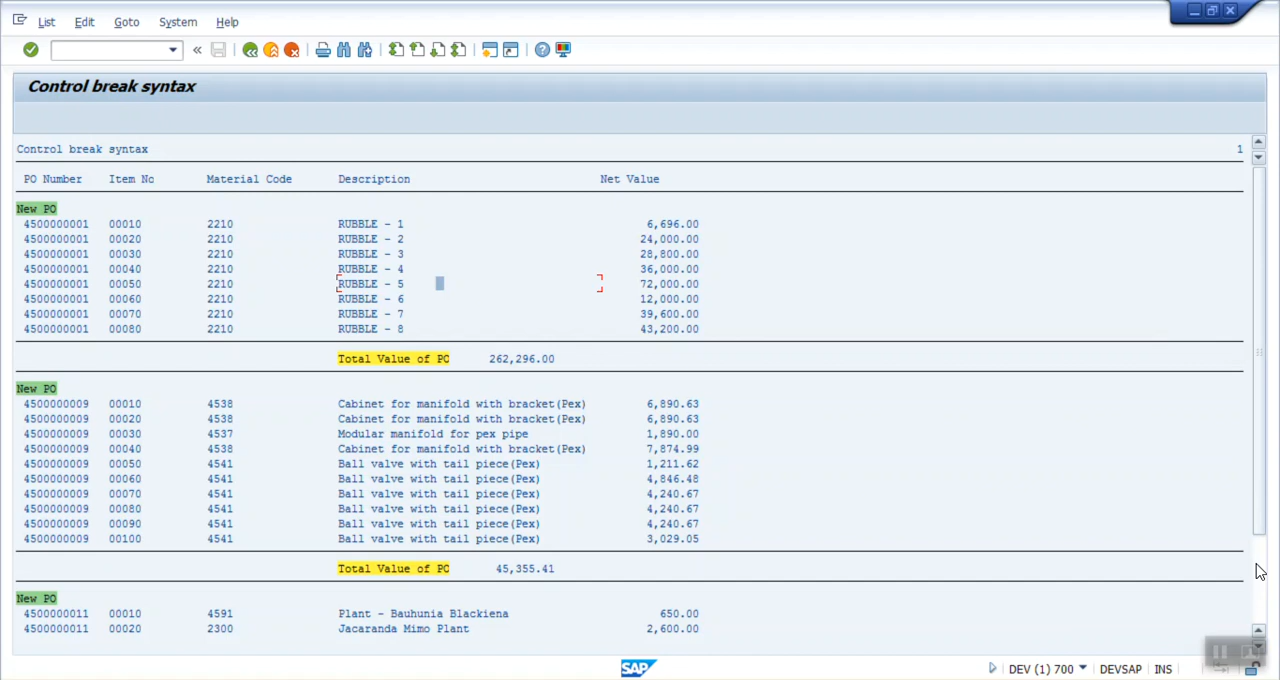 List Edit Goto System Help
Control break syntax
Control break syntax 1
PO Number Item No Material Code Description Net Value
New PO
4500000001 00010 2210 RUBBLE - 1 6,696.00
4500000001 00020 2210 RUBBLE - 2 24,000.00
4500000001 00030 2210 RUBBLE - 3 28,800.00
4500000001 00040 2210 RUBBLE - 4 36,000.00
4500000001 00050 2210 RUBBLE - 5 72,000.00
4500000001 00060 2210 RUBBLE - 6 12,000.00
4500000001 00070 2210 RUBBLE - 7 39,600.00
4500000001 00080 2210 RUBBLE - 8 43,200.00
Total Value of PO 262,296.00
New PO
4500000009 00010 4538 Cabinet for manifold with bracket(Pex) 6,890.63
4500000009 00020 4538 Cabinet for manifold with bracket(Pex) 6,890.63
4500000009 00030 4537 Modular manifold for pex pipe 1,890.00
4500000009 00040 4538 Cabinet for manifold with bracket(Pex) 7,874.99
4500000009 00050 4541 Ball valve with tail piece(Pex) 1,211.62
4500000009 00060 4541 Ball valve with tail piece(Pex) 4,846.48
4500000009 00070 4541 Ball valve with tail piece(Pex) 4,240.67
4500000009 00080 4541 Ball valve with tail piece(Pex) 4,240.67
4500000009 00090 4541 Ball valve with tail piece(Pex) 4,240.67
4500000009 00100 4541 Ball valve with tail piece(Pex) 3,029.05
Total Value of PO 45,355.41
New PO
4500000011 00010 4591 Plant - Bauhunia Blackiena 650.00
4500000011 00020 2300 Jacaranda Mimo Plant 2,600.00
SAP DEV (1) 700 DEVSAP INS